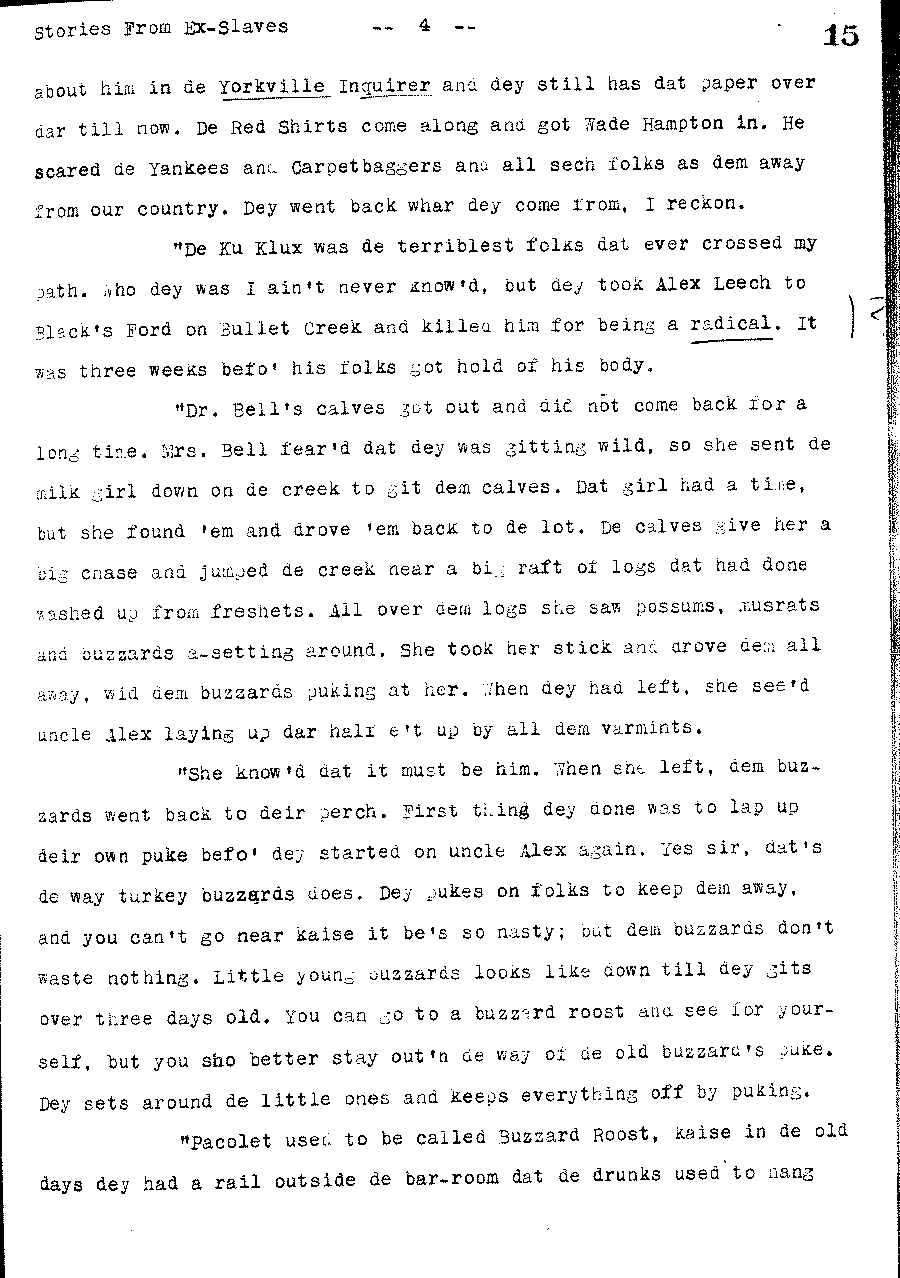 Stories From Ex-Slaves -- 4 -- 15
about him in de Yorkville Inquirer and dey still has dat paper over
dar till now. De Red Shirts come along and got Wade Hampton in. He
scared de Yankees and Carpetbaggers and all sech folks as dem away
from our country. Dey went back whar dey come from, I reckon.
"De Ku Klux was de terriblest folks dat ever crossed my
path. Who dey was I ain't never know'd, but dey took Alex Leech to
Black's Ford on Bullet Creek and killed him for being a radical. It
was three weeks befo' his folks got hold of his body.
"Dr. Bell's calves got out and did not come back for a
long time. Mrs. Bell fear'd dat dey was gitting wild, so she sent de
milk girl down on de creek to git dem calves. Dat girl had a time,
but she found 'em and drove 'em back to de lot. De calves give her a
big chase and jumped de creek near a big raft of logs dat had done
washed up from freshets. All over dem logs she saw possums, musrats
and buzzards a-setting around. She took her stick and drove dem all
away, wid dem buzzards puking at her. When dey had left, she see'd
uncle Alex laying up dar half e't up by all dem varmints.
"She know'd dat it must be him. When she left, dem buz-
zards went back to deir perch. First thing dey done was to lap up
deir own puke befo' dey started on uncle Alex again. Yes sir, dat's
de way turkey buzzards does. Dey pukes on folks to keep dem away,
and you can't go near kaise it be's so nasty; but dem buzzards don't
waste nothing. Little young buzzards looks like down till dey gits
over three days old. You can go to a buzzard roost and see for your-
self, but you sho better stay out'n de way of de old buzzard's puke.
Dey sets around de little ones and keeps everything off by puking.
"Pacolet used to be called Buzzard Roost, kaise in de old
days dey had a rail outside de bar-room dat de drunks used to hang